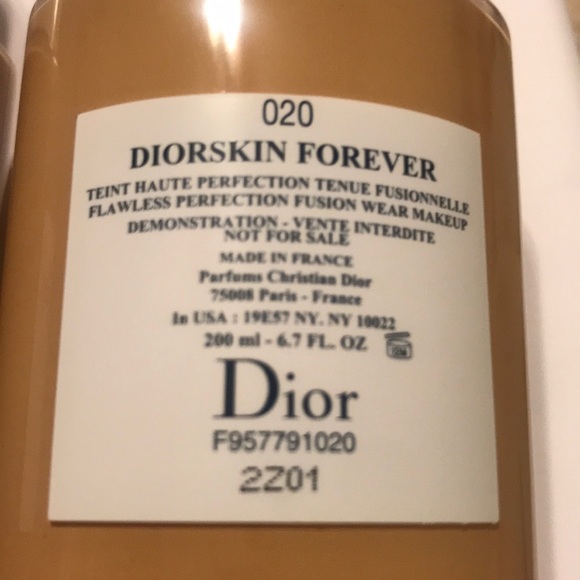 020
DIORSKIN FOREVER
TEINT HAUTE PERFECTION TENUE FUSIONNELLE
FLAWLESS PERFECTION FUSION WEAR MAKEUP
DEMONSTRATION - VENTE INTERDITE
NOT FOR SALE
MADE IN FRANCE
Parfums Christian Dior
75008 Paris - France
In USA : 19E57 NY. NY 10022
200 ml - 6.7 FL. OZ
Dior
F957791020
2Z01